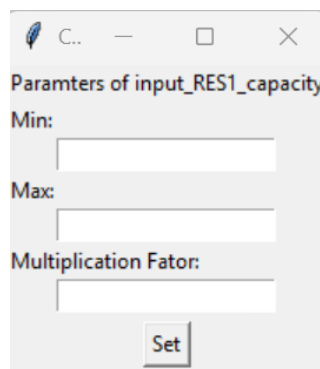 C..
Paramters of input_RES1_capacity
Min:
Max:
Multiplication Fator:
Set